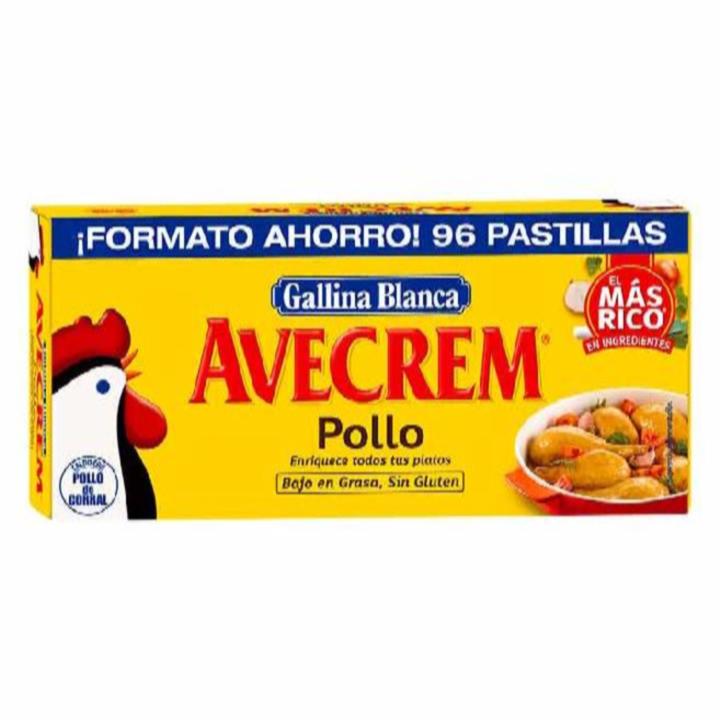 ¡FORMATO AHORRO! 96 PASTILLAS
Gallina Blanca
AVECREM®
Pollo
Enriquece todos tus platos
Bajo en Grasa, Sin Gluten
EL
MÁS
RICO
EN INGREDIENTES
AVECREM
POLLO
de
CORRAL